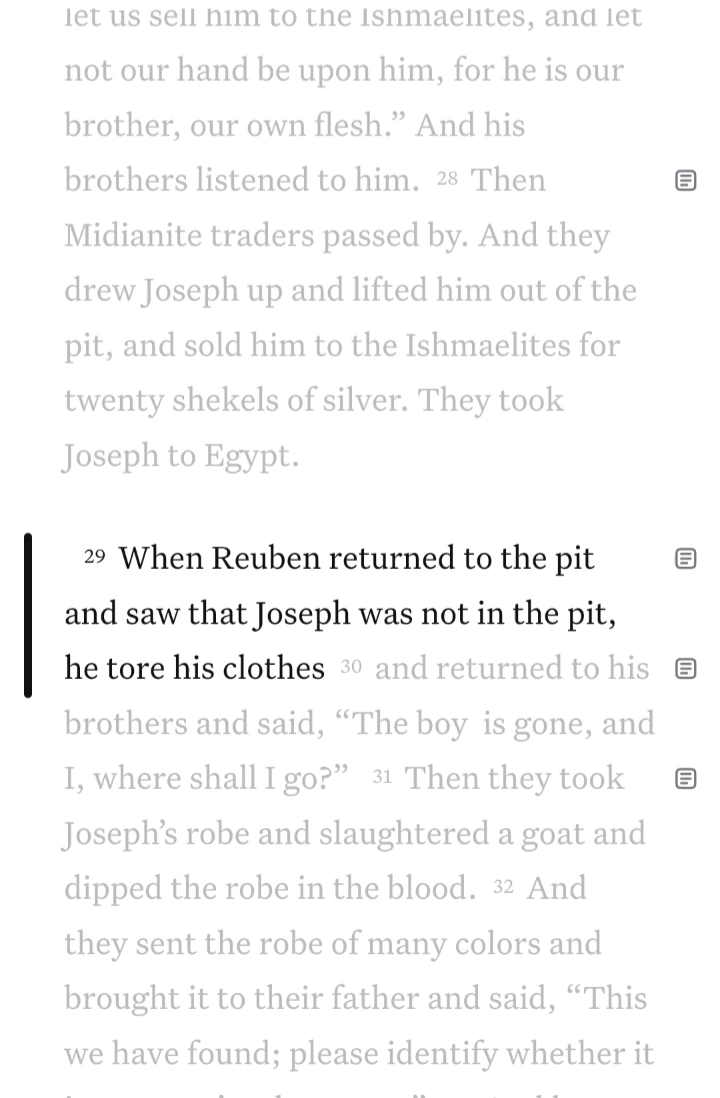 let us sell him to the Ishmaelites, and let
not our hand be upon him, for he is our
brother, our own flesh.” And his
brothers listened to him. 28 Then
Midianite traders passed by. And they
drew Joseph up and lifted him out of the
pit, and sold him to the Ishmaelites for
twenty shekels of silver. They took
Joseph to Egypt.
29 When Reuben returned to the pit
and saw that Joseph was not in the pit,
he tore his clothes 30 and returned to his
brothers and said, “The boy is gone, and
I, where shall I go?” 31 Then they took
Joseph’s robe and slaughtered a goat and
dipped the robe in the blood. 32 And
they sent the robe of many colors and
brought it to their father and said, “This
we have found; please identify whether it